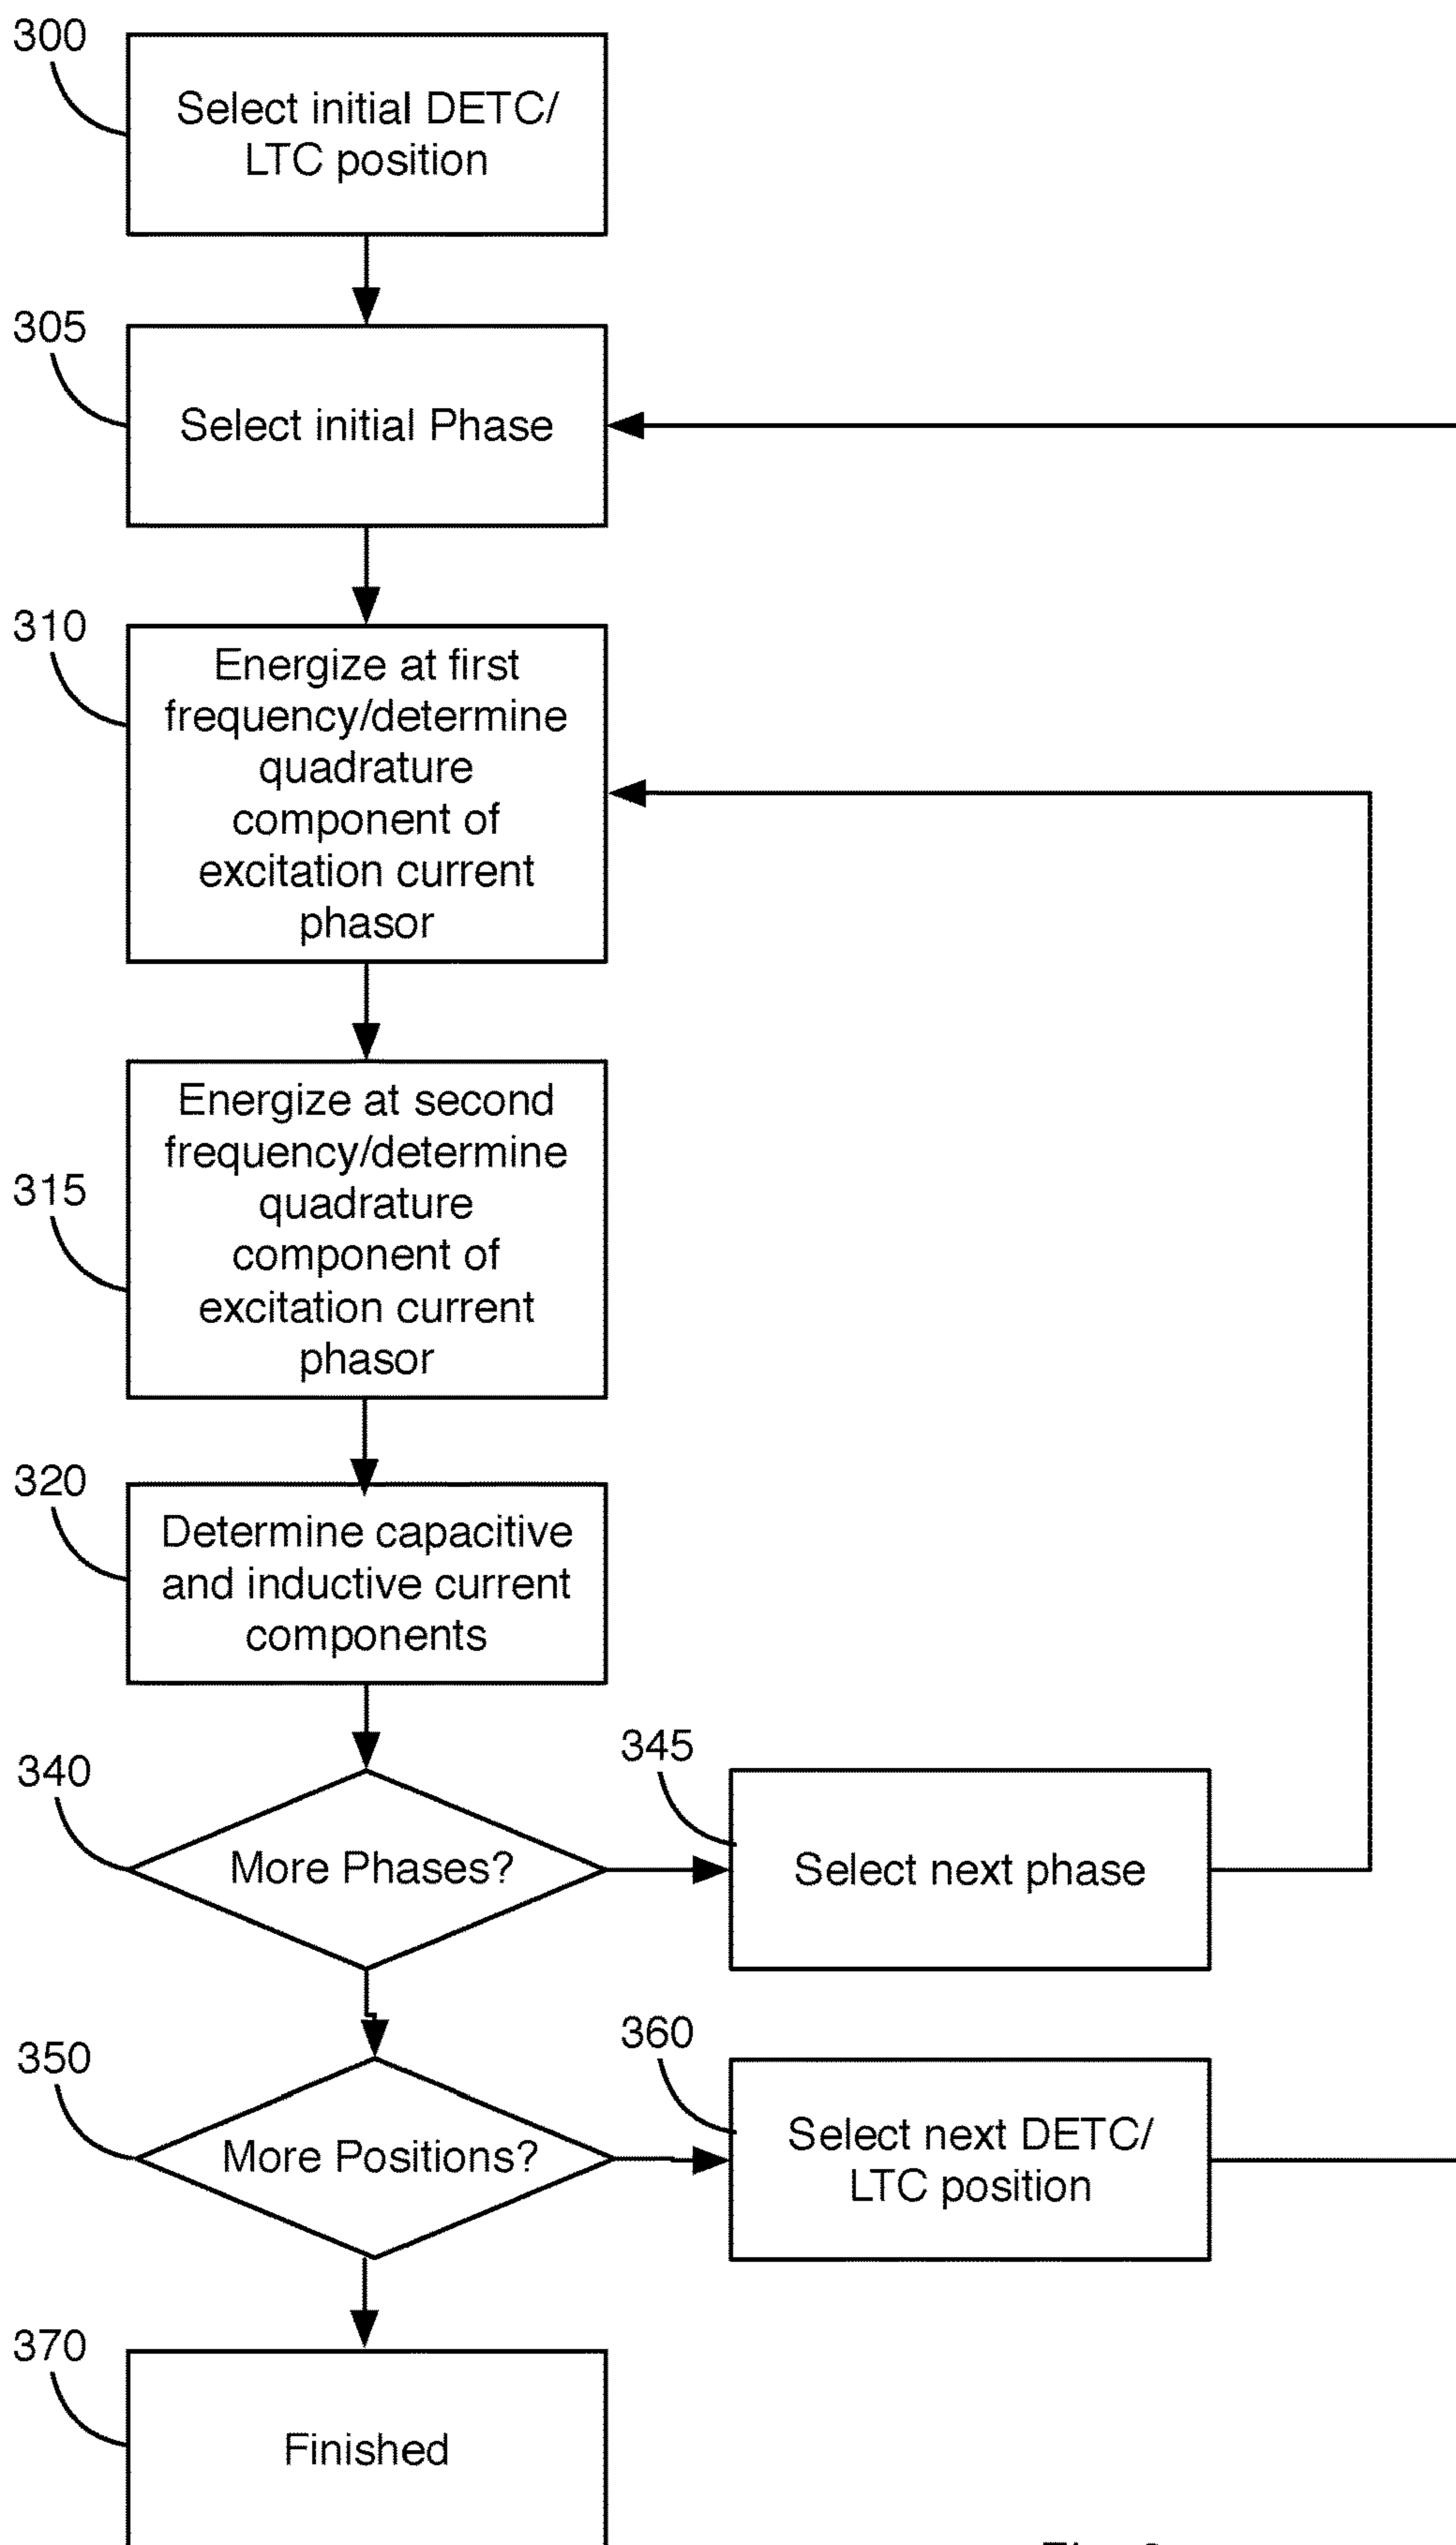 300
Select initial DETC/
LTC position
305
Select initial Phase
310
Energize at first
frequency/determine
quadrature
component of
excitation current
phasor
315
Energize at second
frequency/determine
quadrature
component of
excitation current
phasor
320
Determine capacitive
and inductive current
components
340
More Phases?
345
Select next phase
350
More Positions?
360
Select next DETC/
LTC position
370
Finished